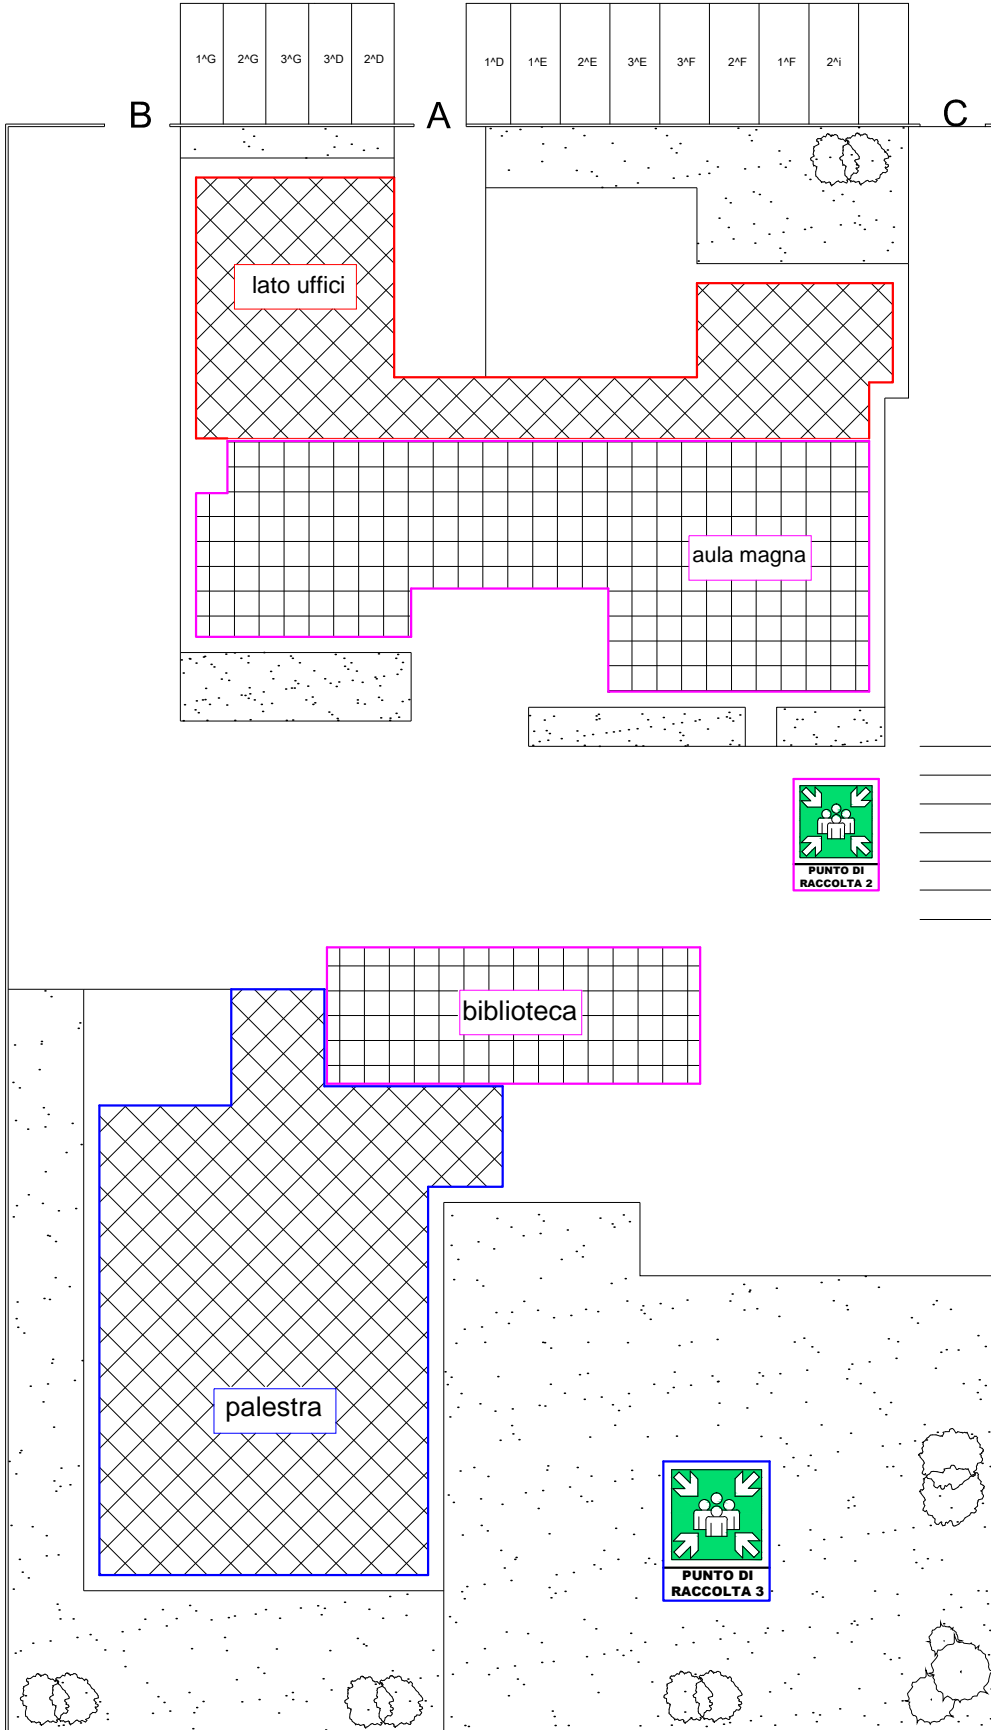 1^G 2^G 3^G 3^D 2^D 1^D 1^E 2^E 3^E 3^F 2^F 1^F 2^i
B A C
lato uffici
aula magna
PUNTO DI
RACCOLTA 2
biblioteca
palestra
PUNTO DI
RACCOLTA 3